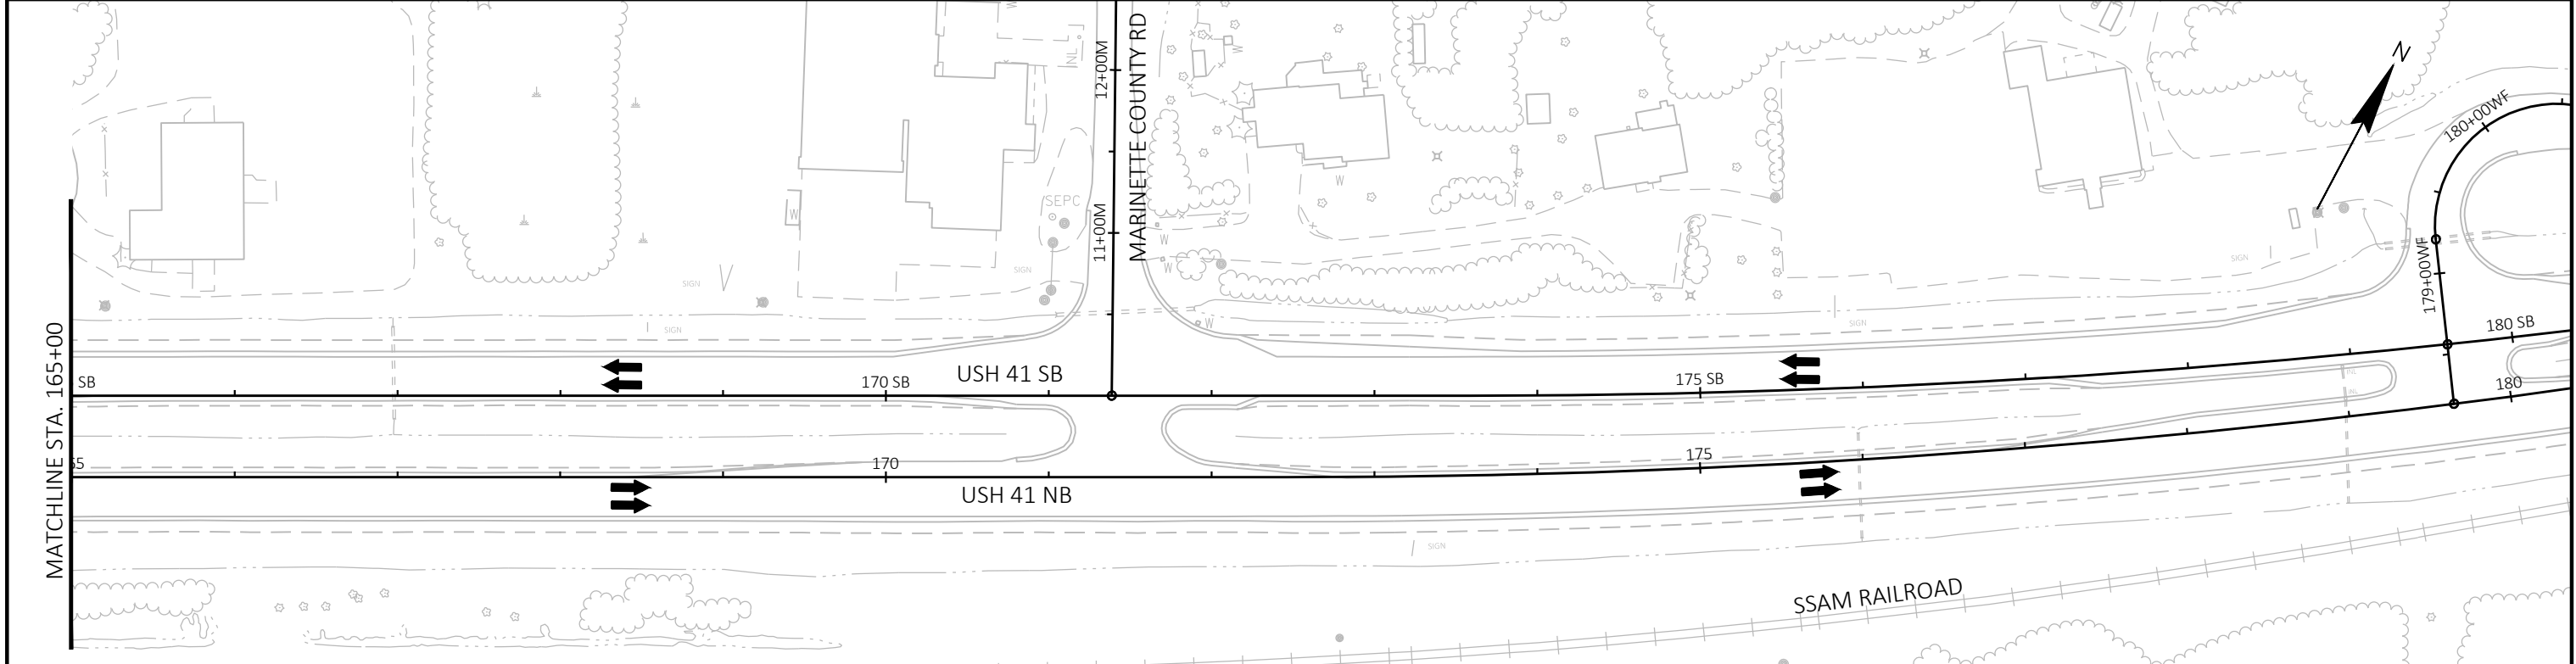 N
MARINETTE COUNTY RD
12+00M
11+00M
180+00WF
179+00WF
SEPC
W
W
W
W
W
SIGN
SIGN
SIGN
SIGN
SIGN
SIGN
MATCHLINE STA. 165+00
SB
170 SB
USH 41 SB
175 SB
180 SB
65
170
USH 41 NB
175
180
INL
INL
SSAM RAILROAD